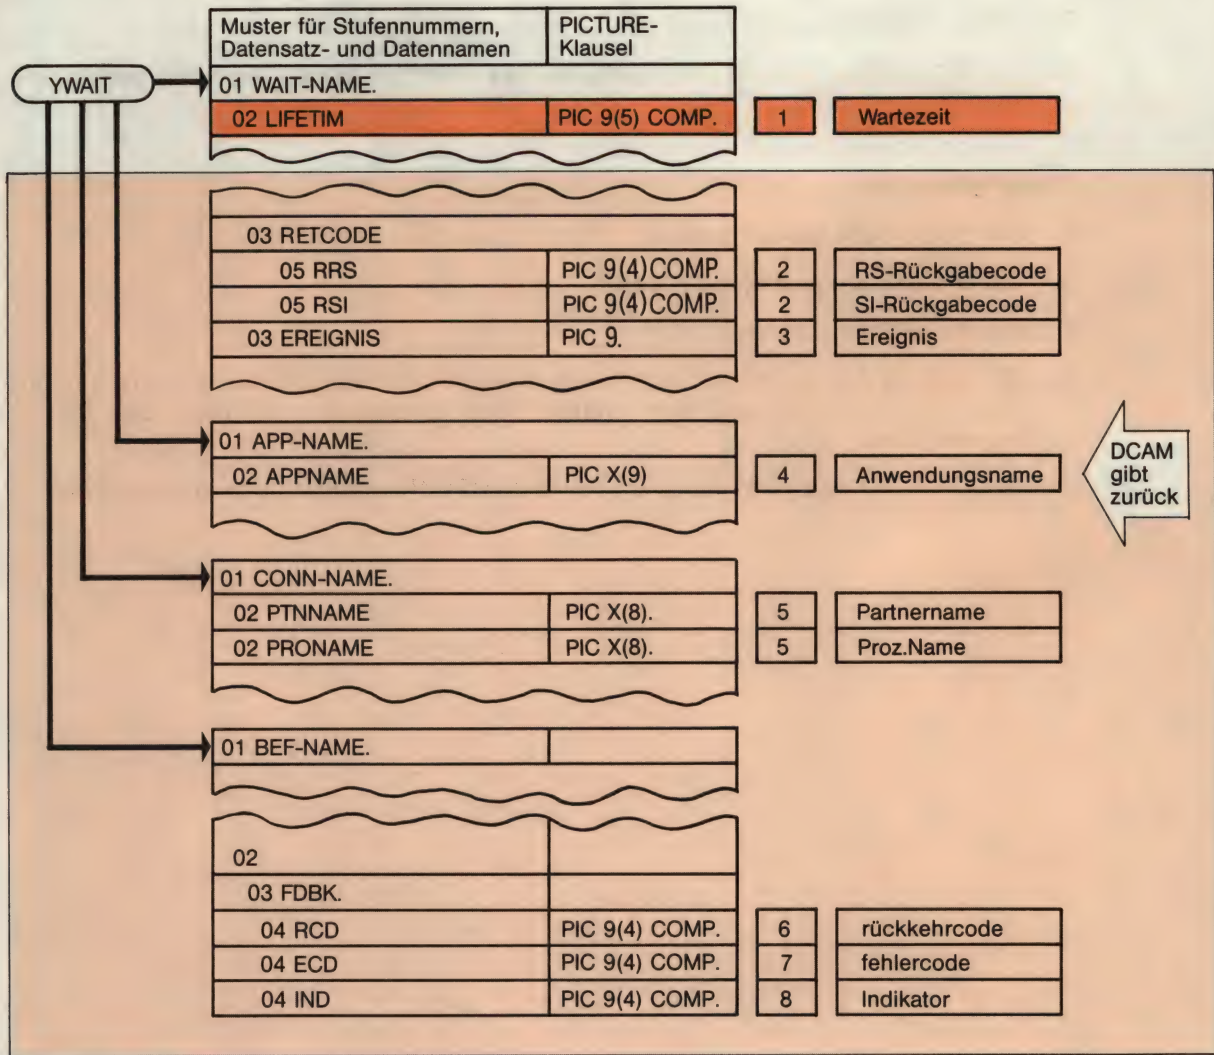 Muster für Stufennummern, PICTURE-
Datensatz- und Datennamen Klausel
YWAIT 01 WAIT-NAME.
02 LIFETIM PIC 9(5) COMP. 1 Wartezeit
03 RETCODE
05 RRS PIC 9(4)COMP. 2 RS-Rückgabecode
05 RSI PIC 9(4)COMP. 2 SI-Rückgabecode
03 EREIGNIS PIC 9. 3 Ereignis
01 APP-NAME.
02 APPNAME PIC X(9) 4 Anwendungsname
DCAM
gibt
zurück
01 CONN-NAME.
02 PTNNAME PIC X(8). 5 Partnername
02 PRONAME PIC X(8). 5 Proz.Name
01 BEF-NAME.
02
03 FDBK.
04 RCD PIC 9(4) COMP. 6 rückkehrcode
04 ECD PIC 9(4) COMP. 7 fehlercode
04 IND PIC 9(4) COMP. 8 Indikator